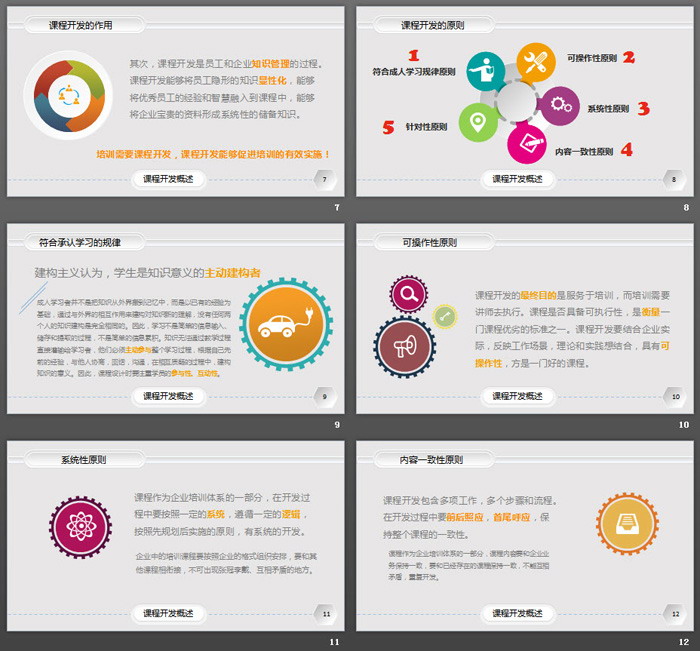 课程开发的作用
其次，课程开发是员工和企业知识管理的过程。
课程开发能够将员工隐形的知识显性化，能够
将优秀员工的经验和智慧融入到课程中，能够
将企业宝贵的资料形成系统性的储备知识。
培训需要课程开发，课程开发能够促进培训的有效实施！
课程开发概述
7
7
课程开发的原则
1
符合成人学习规律原则
可操作性原则
2
系统性原则
3
5
针对性原则
内容一致性原则
4
课程开发概述
8
8
符合承认学习的规律
建构主义认为，学生是知识意义的主动建构者
成人学习者并不是把知识从外界搬到记忆中，而是以已有的经验为
基础，通过与外界的相互作用来建构对知识新的理解，没有任何两
个人的知识建构是完全相同的。因此，学习不是简单的信息输入、
储存和提取的过程，不是简单的信息累积。知识无法通过教学过程
直接灌输给学习者，他们必须主动参与整个学习过程，根据自己先
前的经验，与他人协商，面话，沟通，在相互质疑的过程中，建构
知识的意义。因此，课程设计时要注重学员的参与性、互动性。
课程开发概述
9
9
可操作性原则
课程开发的最终目的是服务于培训，而培训需要
讲师去执行。课程是否具备可执行性，是衡量一
门课程优劣的标准之一。课程开发要结合企业实
际，反映工作场景，理论和实践想结合，具有可
操作性，方是一门好的课程。
课程开发概述
10
10
系统性原则
课程作为企业培训体系的一部分，在开发过
程中要按照一定的系统，遵循一定的逻辑，
按照先规划后实施的原则，有系统的开发。
企业中的培训课程要按照企业的格式组织安排，要和其
他课程相衔接，不可出现张冠李戴、互相矛盾的地方。
课程开发概述
11
11
内容一致性原则
课程开发包含多项工作，多个步骤和流程。
在开发过程中要前后照应，首尾呼应，保
持整个课程的一致性。
课程作为企业培训体系的一部分，课程内容要和企业业
务保持一致，要和已经存在的课程保持一致，不能互相
矛盾，重复开发。
课程开发概述
12
12